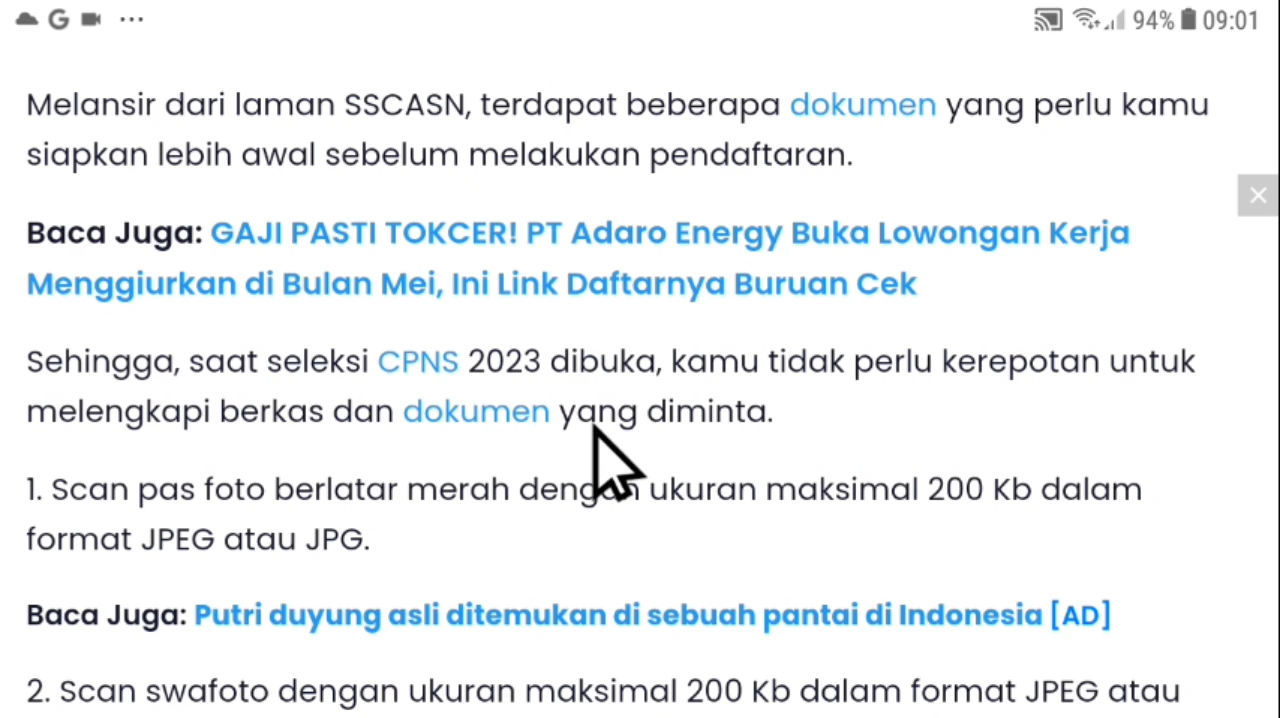 94% 09:01
Melansir dari laman SSCASN, terdapat beberapa dokumen yang perlu kamu
siapkan lebih awal sebelum melakukan pendaftaran.
Baca Juga: GAJI PASTI TOKCER! PT Adaro Energy Buka Lowongan Kerja
Menggiurkan di Bulan Mei, Ini Link Daftarnya Buruan Cek
Sehingga, saat seleksi CPNS 2023 dibuka, kamu tidak perlu kerepotan untuk
melengkapi berkas dan dokumen yang diminta.
1. Scan pas foto berlatar merah dengan ukuran maksimal 200 Kb dalam
format JPEG atau JPG.
Baca Juga: Putri duyung asli ditemukan di sebuah pantai di Indonesia [AD]
2. Scan swafoto dengan ukuran maksimal 200 Kb dalam format JPEG atau